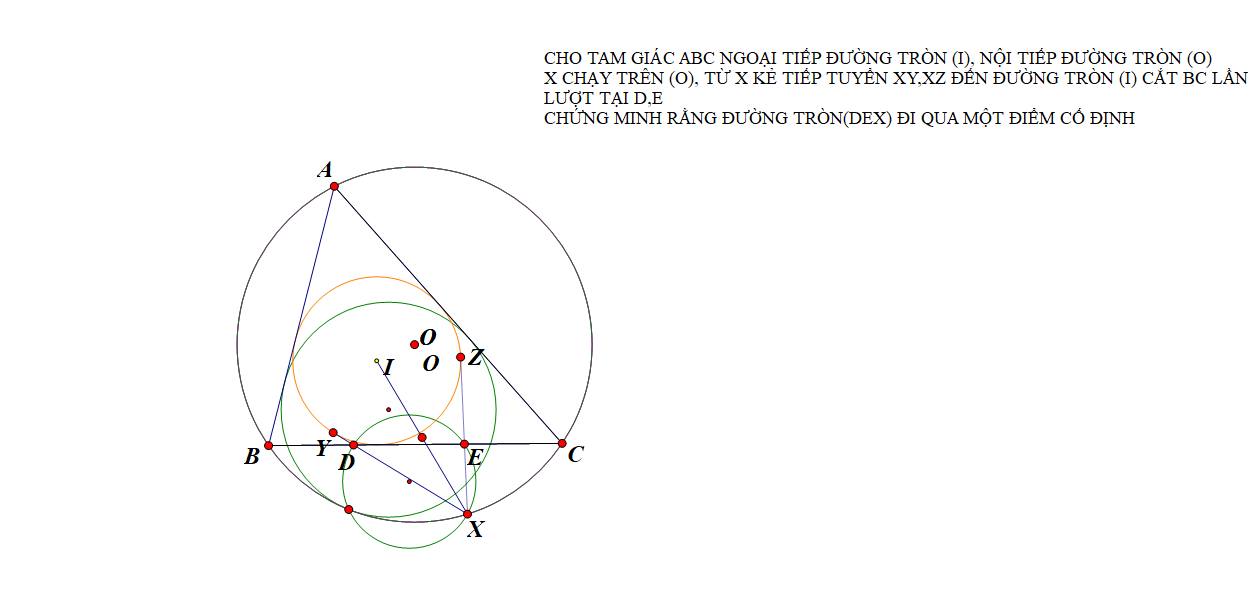 CHO TAM GIÁC ABC NGOẠI TIẾP ĐƯỜNG TRÒN (I), NỘI TIẾP ĐƯỜNG TRÒN (O)
X CHẠY TRÊN (O), TỪ X KẺ TIẾP TUYẾN XY,XZ ĐẾN ĐƯỜNG TRÒN (I) CẮT BC LẦN
LƯỢT TẠI D,E
CHỨNG MINH RẰNG ĐƯỜNG TRÒN(DEX) ĐI QUA MỘT ĐIỂM CỐ ĐỊNH
A
O
O
I
Z
B
Y
D
E
C
X